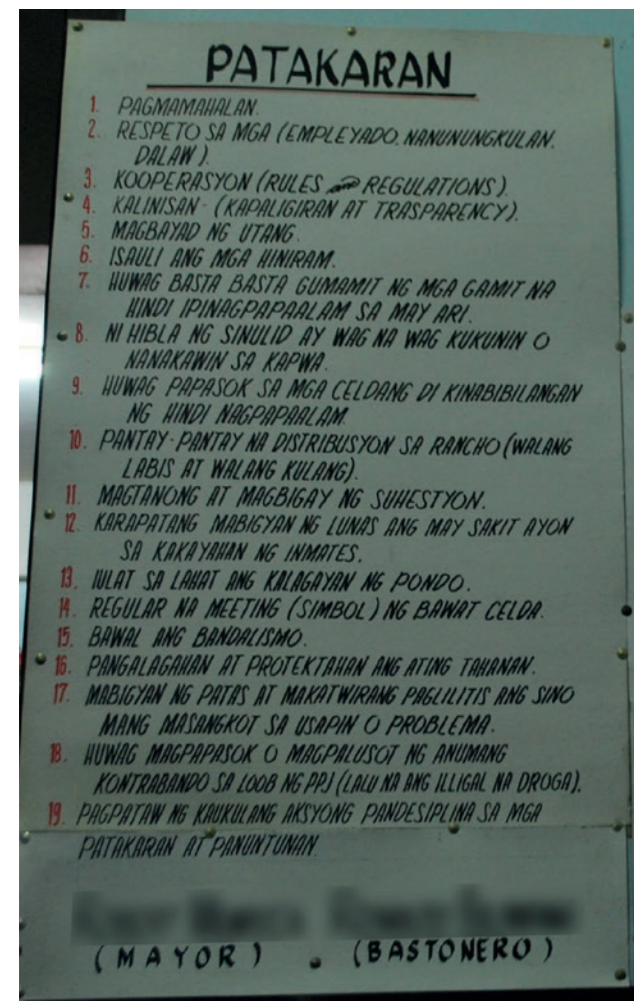 PATAKARAN
1. PAGMAMAHALAN.
2. RESPETO SA MGA (EMPLEYADO, NANUNUNGKULAN,
DALAW).
3. KOOPERASYON (RULES and REGULATIONS).
4. KALINISAN- (KAPALIGIRAN AT TRASPARENCY).
5. MAGBAYAD NG UTANG.
6. ISAULI ANG MGA HINIRAM.
7. HUWAG BASTA BASTA GUMAMIT NG MGA GAMIT NA
HINDI IPINAGPAPAALAM SA MAY ARI.
8. NI HIBLA NG SINULID AY WAG NA WAG KUKUNIN O
NANAKAWIN SA KAPWA.
9. HUWAG PAPASOK SA MGA CELDANG DI KINABIBILANGAN
NG HINDI NAGPAPAALAM.
10. PANTAY-PANTAY NA DISTRIBUSYON SA RANCHO (WALANG
LABIS AT WALANG KULANG).
11. MAGTANONG AT MAGBIGAY NG SUHESTYON.
12. KARAPATANG MABIGYAN NG LUNAS ANG MAY SAKIT AYON
SA KAKAYAHAN NG INMATES.
13. IULAT SA LAHAT ANG KALAGAYAN NG PONDO.
14. REGULAR NA MEETING (SIMBOL) NG BAWAT CELDA.
15. BAWAL ANG BANDALISMO.
16. PANGALAGAHAN AT PROTEKTAHAN ANG ATING TAHANAN.
17. MABIGYAN NG PATAS AT MAKATWIRANG PAGLILITIS ANG SINO
MANG MASANGKOT SA USAPIN O PROBLEMA.
18. HUWAG MAGPAPASOK O MAGPALUSOT NG ANUMANG
KONTRABANDO SA LOOB NG PPJ (LALU NA ANG ILLIGAL NA DROGA).
19. PAGPATAW NG KAUKULANG AKSYONG PANDESIPLINA SA MGA
PATAKARAN AT PANUNTUNAN.
(MAYOR) (BASTONERO)